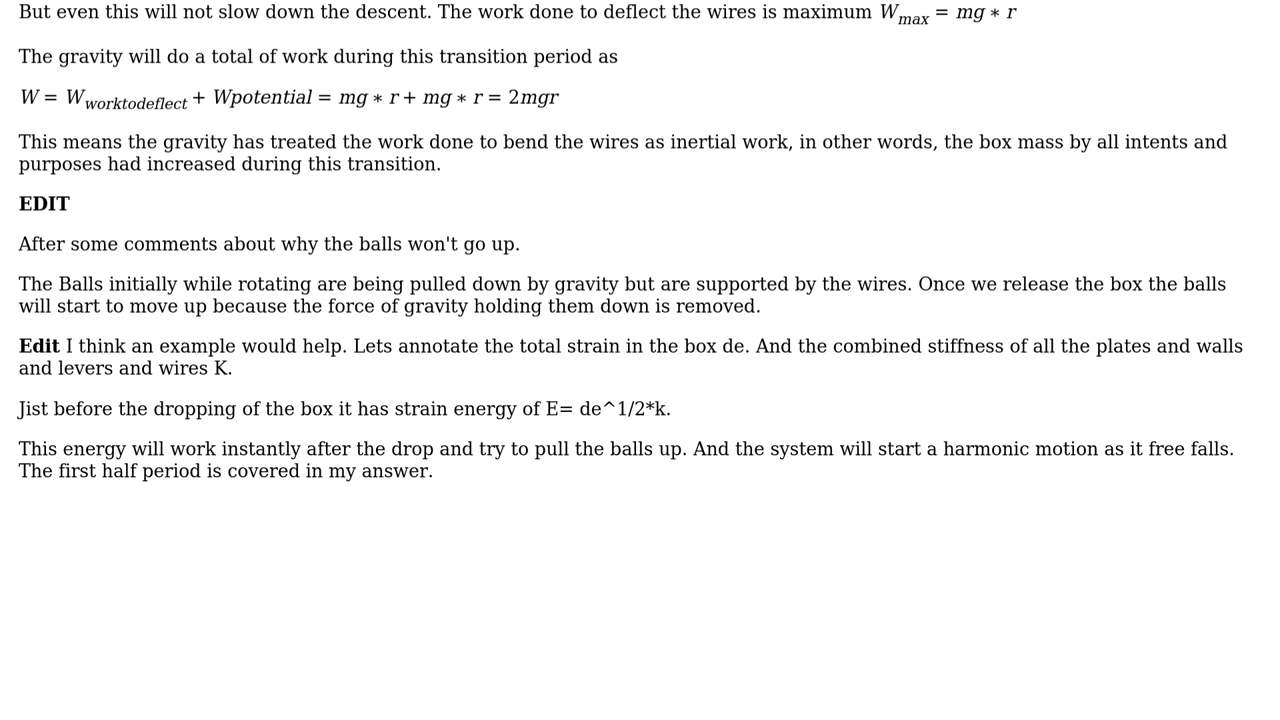 But even this will not slow down the descent. The work done to deflect the wires is maximum W_max = mg * r
The gravity will do a total of work during this transition period as
W = W_worktodeflect + Wpotential = mg * r + mg * r = 2mgr
This means the gravity has treated the work done to bend the wires as inertial work, in other words, the box mass by all intents and
purposes had increased during this transition.
EDIT
After some comments about why the balls won't go up.
The Balls initially while rotating are being pulled down by gravity but are supported by the wires. Once we release the box the balls
will start to move up because the force of gravity holding them down is removed.
Edit I think an example would help. Lets annotate the total strain in the box de. And the combined stiffness of all the plates and walls
and levers and wires K.
Jist before the dropping of the box it has strain energy of E= de^1/2*k.
This energy will work instantly after the drop and try to pull the balls up. And the system will start a harmonic motion as it free falls.
The first half period is covered in my answer.